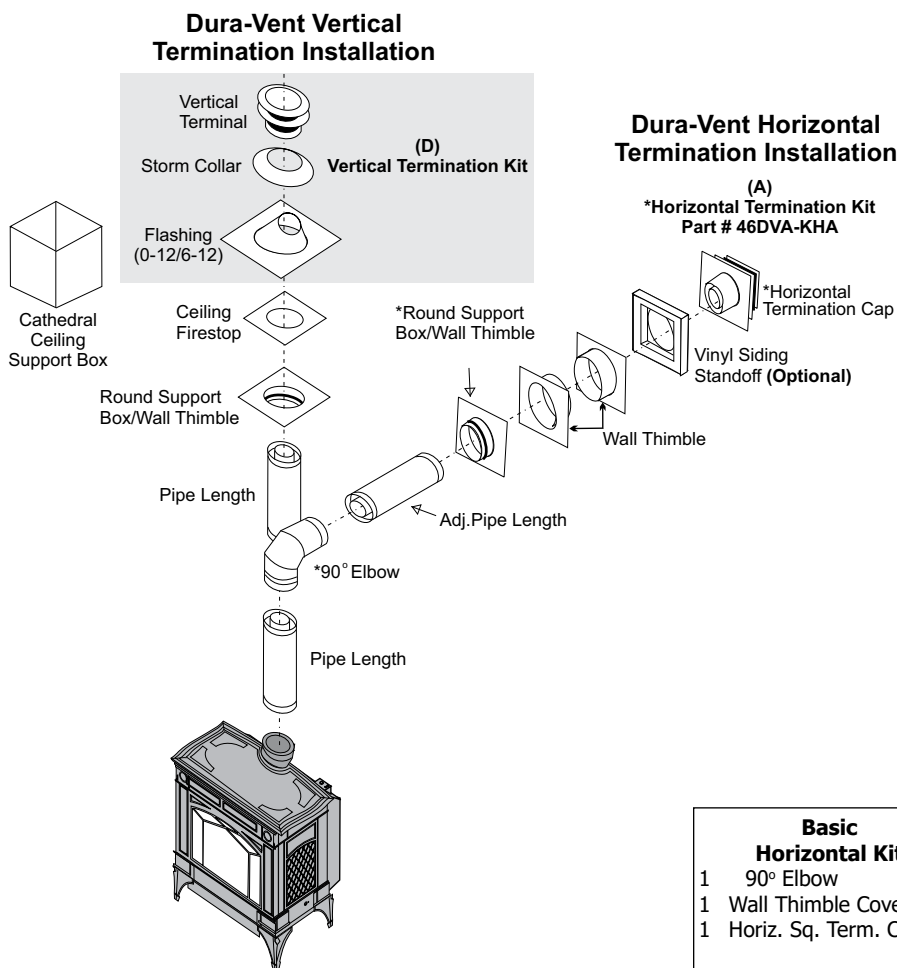 Dura-Vent Vertical
Termination Installation
Vertical
Terminal
Storm Collar
(D)
Vertical Termination Kit
Flashing
(0-12/6-12)
Cathedral
Ceiling
Support Box
Ceiling
Firestop
Round Support
Box/Wall Thimble
Pipe Length
*90° Elbow
Pipe Length
Dura-Vent Horizontal
Termination Installation
(A)
*Horizontal Termination Kit
Part # 46DVA-KHA
*Horizontal
Termination Cap
*Round Support
Box/Wall Thimble
Vinyl Siding
Standoff (Optional)
Wall Thimble
Adj.Pipe Length
Basic
Horizontal Kit
1 90º Elbow
1 Wall Thimble Cove
1 Horiz. Sq. Term. C